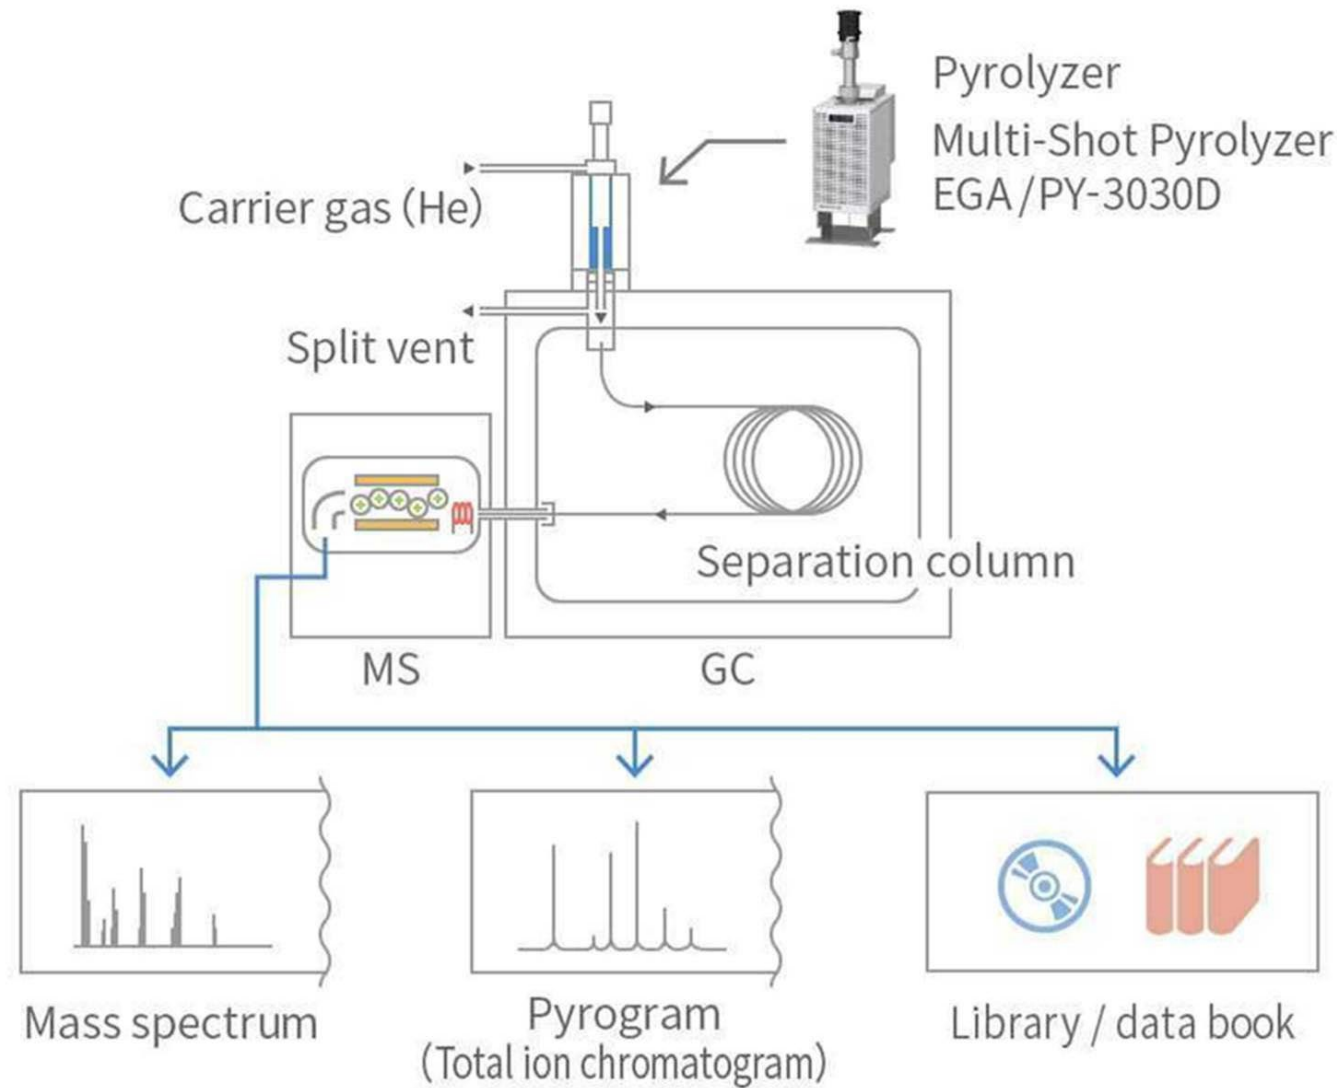 Pyrolyzer
Multi-Shot Pyrolyzer
EGA/PY-3030D
Carrier gas (He)
Split vent
Separation column
MS
GC
Mass spectrum
Pyrogram
(Total ion chromatogram)
Library / data book